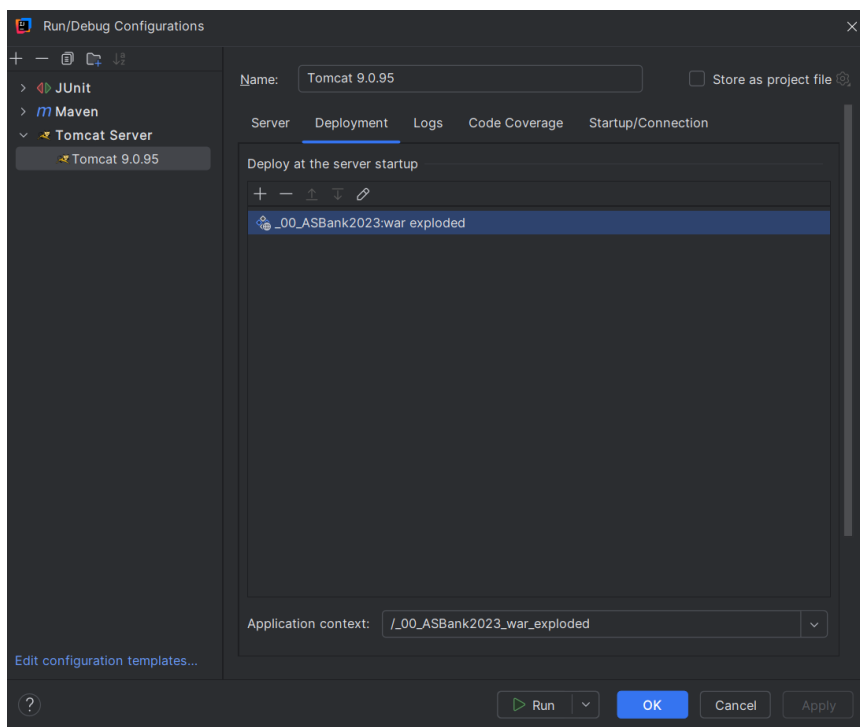 Run/Debug Configurations
Name: Tomcat 9.0.95
Store as project file
JUnit
Maven
Tomcat Server
Tomcat 9.0.95
Server Deployment Logs Code Coverage Startup/Connection
Deploy at the server startup
_00_ASBank2023:war exploded
Application context: /_00_ASBank2023_war_exploded
Edit configuration templates...
? Run OK Cancel Apply